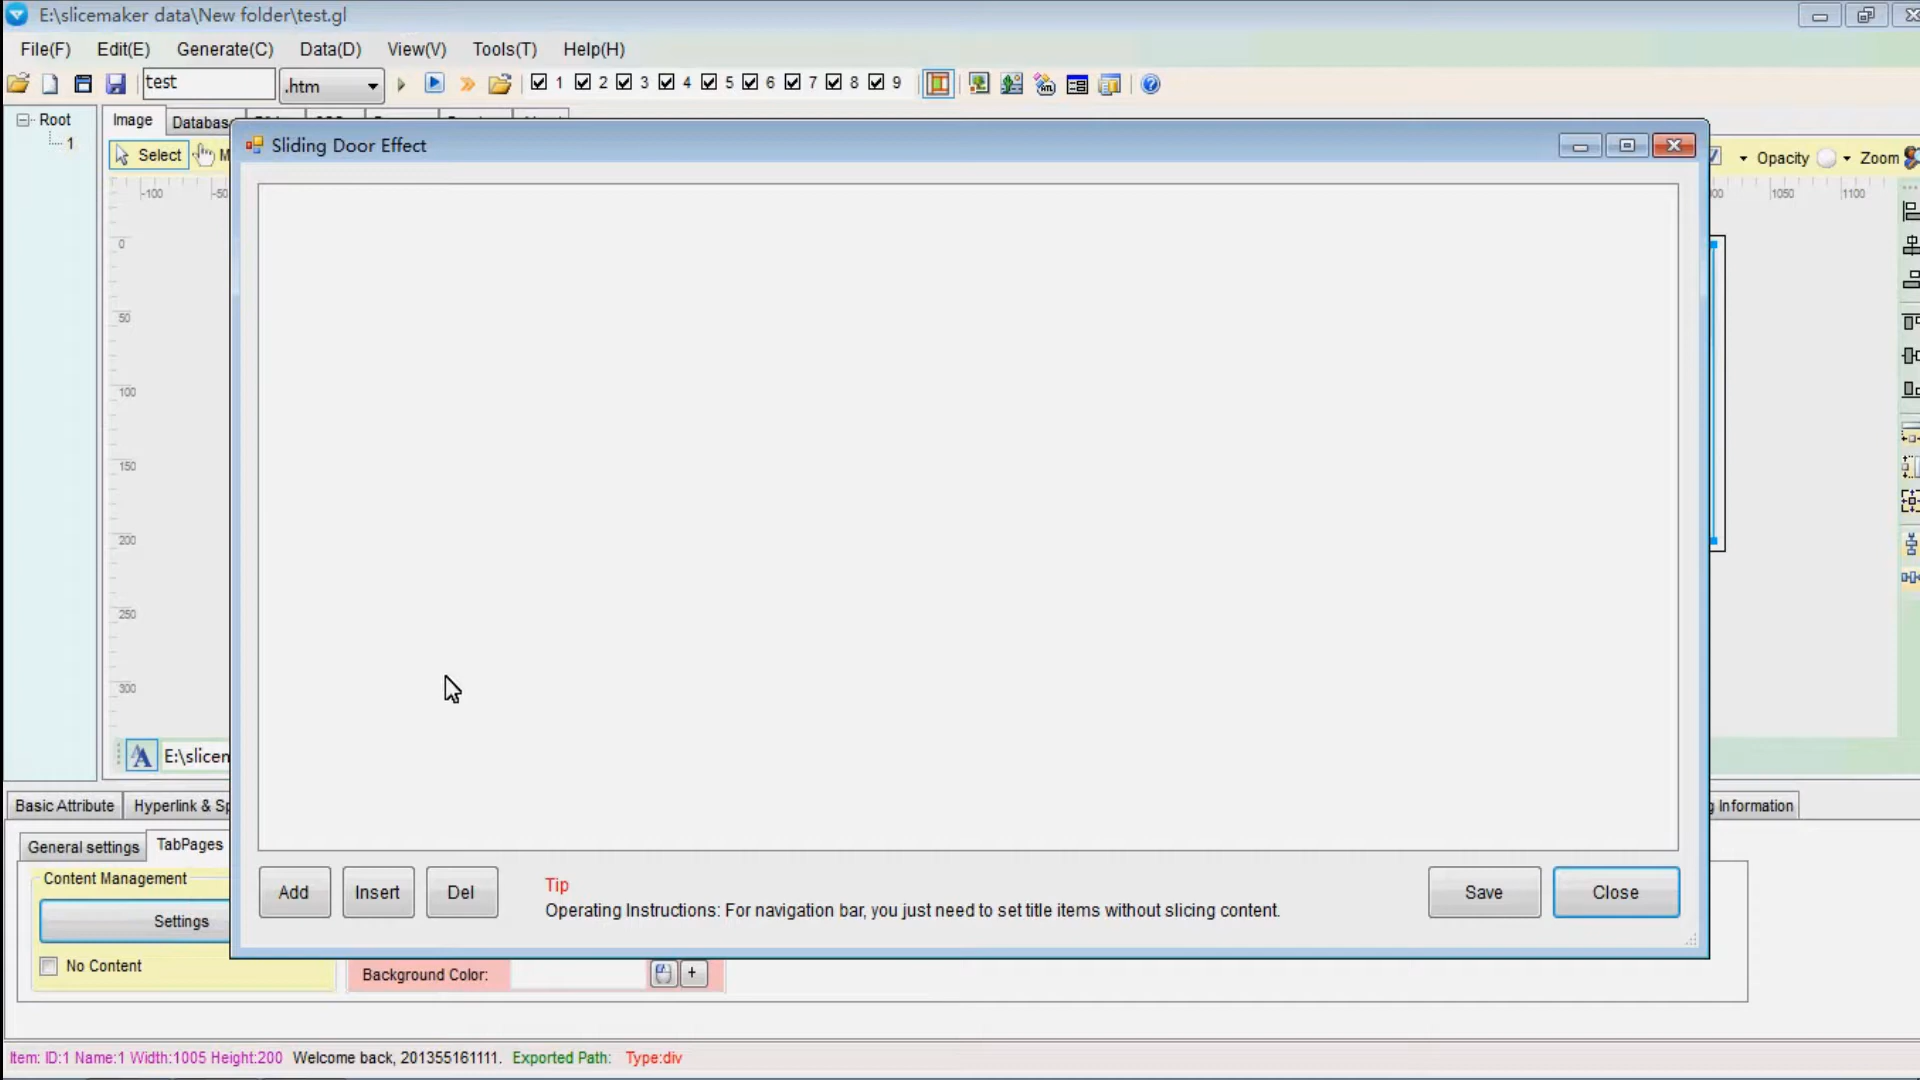 E:\slicemaker data\New folder\test.gl
File(F) Edit(E) Generate(C) Data(D) View(V) Tools(T) Help(H)
test .htm 1 2 3 4 5 6 7 8 9
Root
1
Image Databas
Select M Opacity Zoom
Sliding Door Effect
-100 -50 1050 1100
0
50
100
150
200
250
300
E:\slicem
Basic Attribute Hyperlink & Sp g Information
General settings TabPages
Content Management
Settings
No Content
Add Insert Del
Tip
Operating Instructions: For navigation bar, you just need to set title items without slicing content.
Save Close
Background Color: +
Item: ID:1 Name:1 Width:1005 Height:200 Welcome back, 201355161111. Exported Path: Type:div